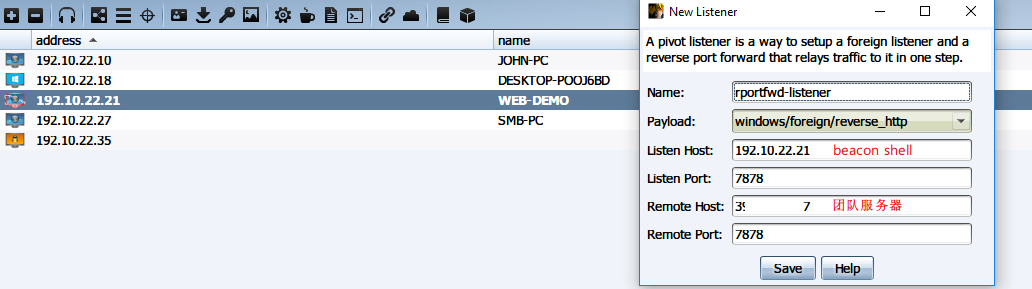 address
name
192.10.22.10
JOHN-PC
192.10.22.18
DESKTOP-POOJ6BD
192.10.22.21
WEB-DEMO
192.10.22.27
SMB-PC
192.10.22.35
New Listener
A pivot listener is a way to setup a foreign listener and a
reverse port forward that relays traffic to it in one step.
Name: rportfwd-listener
Payload: windows/foreign/reverse_http
Listen Host: 192.10.22.21 beacon shell
Listen Port: 7878
Remote Host: 39 7 团队服务器
Remote Port: 7878
Save Help